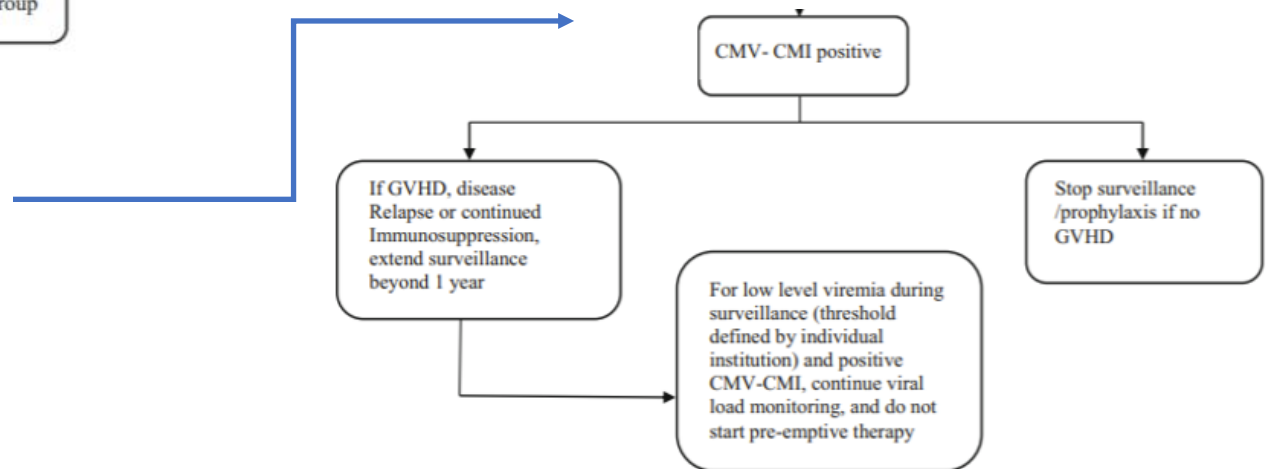 CMV- CMI positive
If GVHD, disease
Relapse or continued
Immunosuppression,
extend surveillance
beyond 1 year
Stop surveillance
/prophylaxis if no
GVHD
For low level viremia during
surveillance (threshold
defined by individual
institution) and positive
CMV-CMI, continue viral
load monitoring, and do not
start pre-emptive therapy